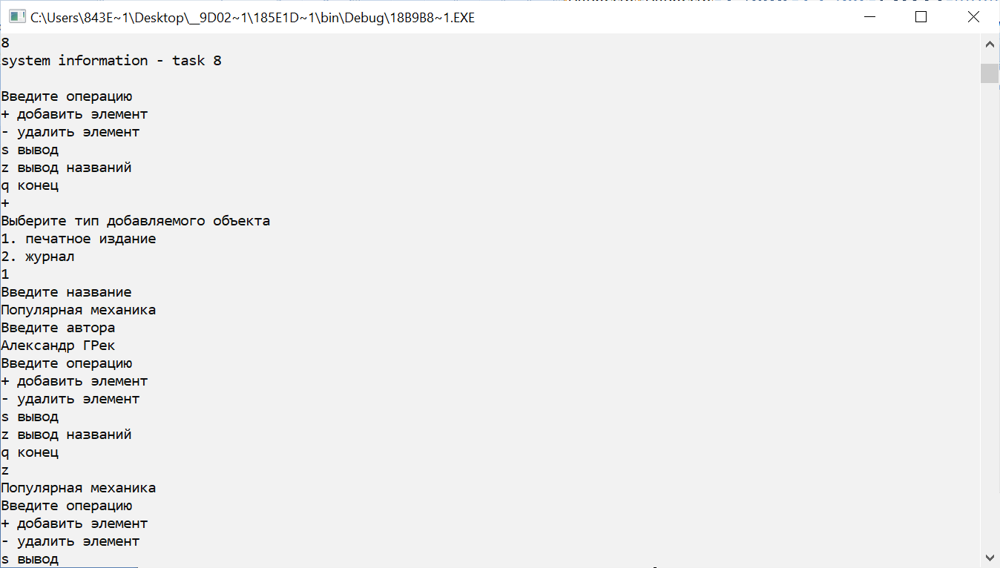 C:\Users\843E~1\Desktop\__9D02~1\185E1D~1\bin\Debug\18B9B8~1.EXE
8
system information - task 8
Введите операцию
+ добавить элемент
- удалить элемент
s вывод
z вывод названий
q конец
+
Выберите тип добавляемого объекта
1. печатное издание
2. журнал
1
Введите название
Популярная механика
Введите автора
Александр ГРек
Введите операцию
+ добавить элемент
- удалить элемент
s вывод
z вывод названий
q конец
z
Популярная механика
Введите операцию
+ добавить элемент
- удалить элемент
s вывод